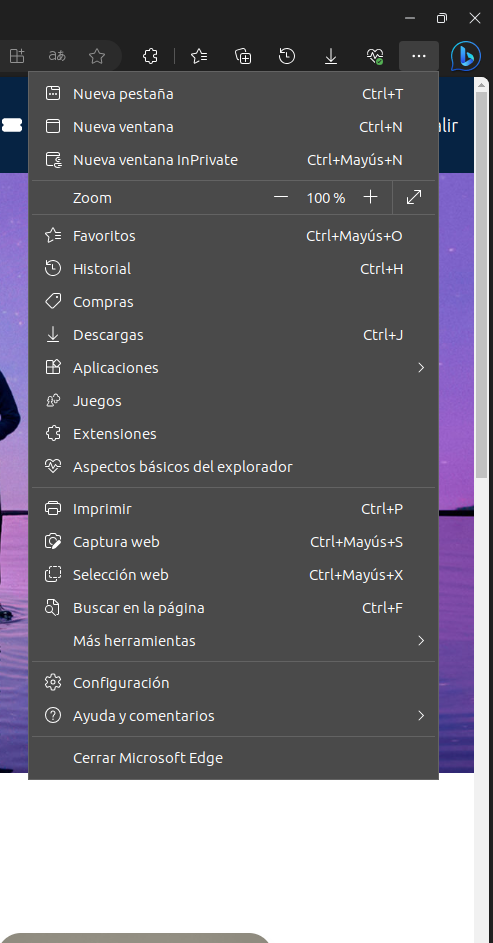 aあ
Nueva pestaña Ctrl+T
Nueva ventana Ctrl+N
alir
Nueva ventana InPrivate Ctrl+Mayús+N
Zoom 100 %
Favoritos Ctrl+Mayús+O
Historial Ctrl+H
Compras
Descargas Ctrl+J
Aplicaciones
Juegos
Extensiones
Aspectos básicos del explorador
Imprimir Ctrl+P
Captura web Ctrl+Mayús+S
Selección web Ctrl+Mayús+X
Buscar en la página Ctrl+F
Más herramientas
Configuración
Ayuda y comentarios
Cerrar Microsoft Edge